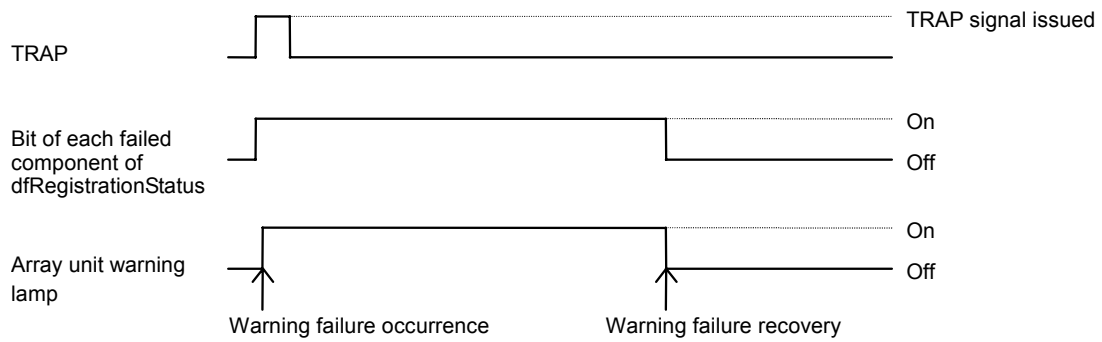 TRAP signal issued
TRAP
On
Bit of each failed
component of
dfRegistrationStatus
Off
On
Array unit warning
lamp
Off
Warning failure occurrence
Warning failure recovery